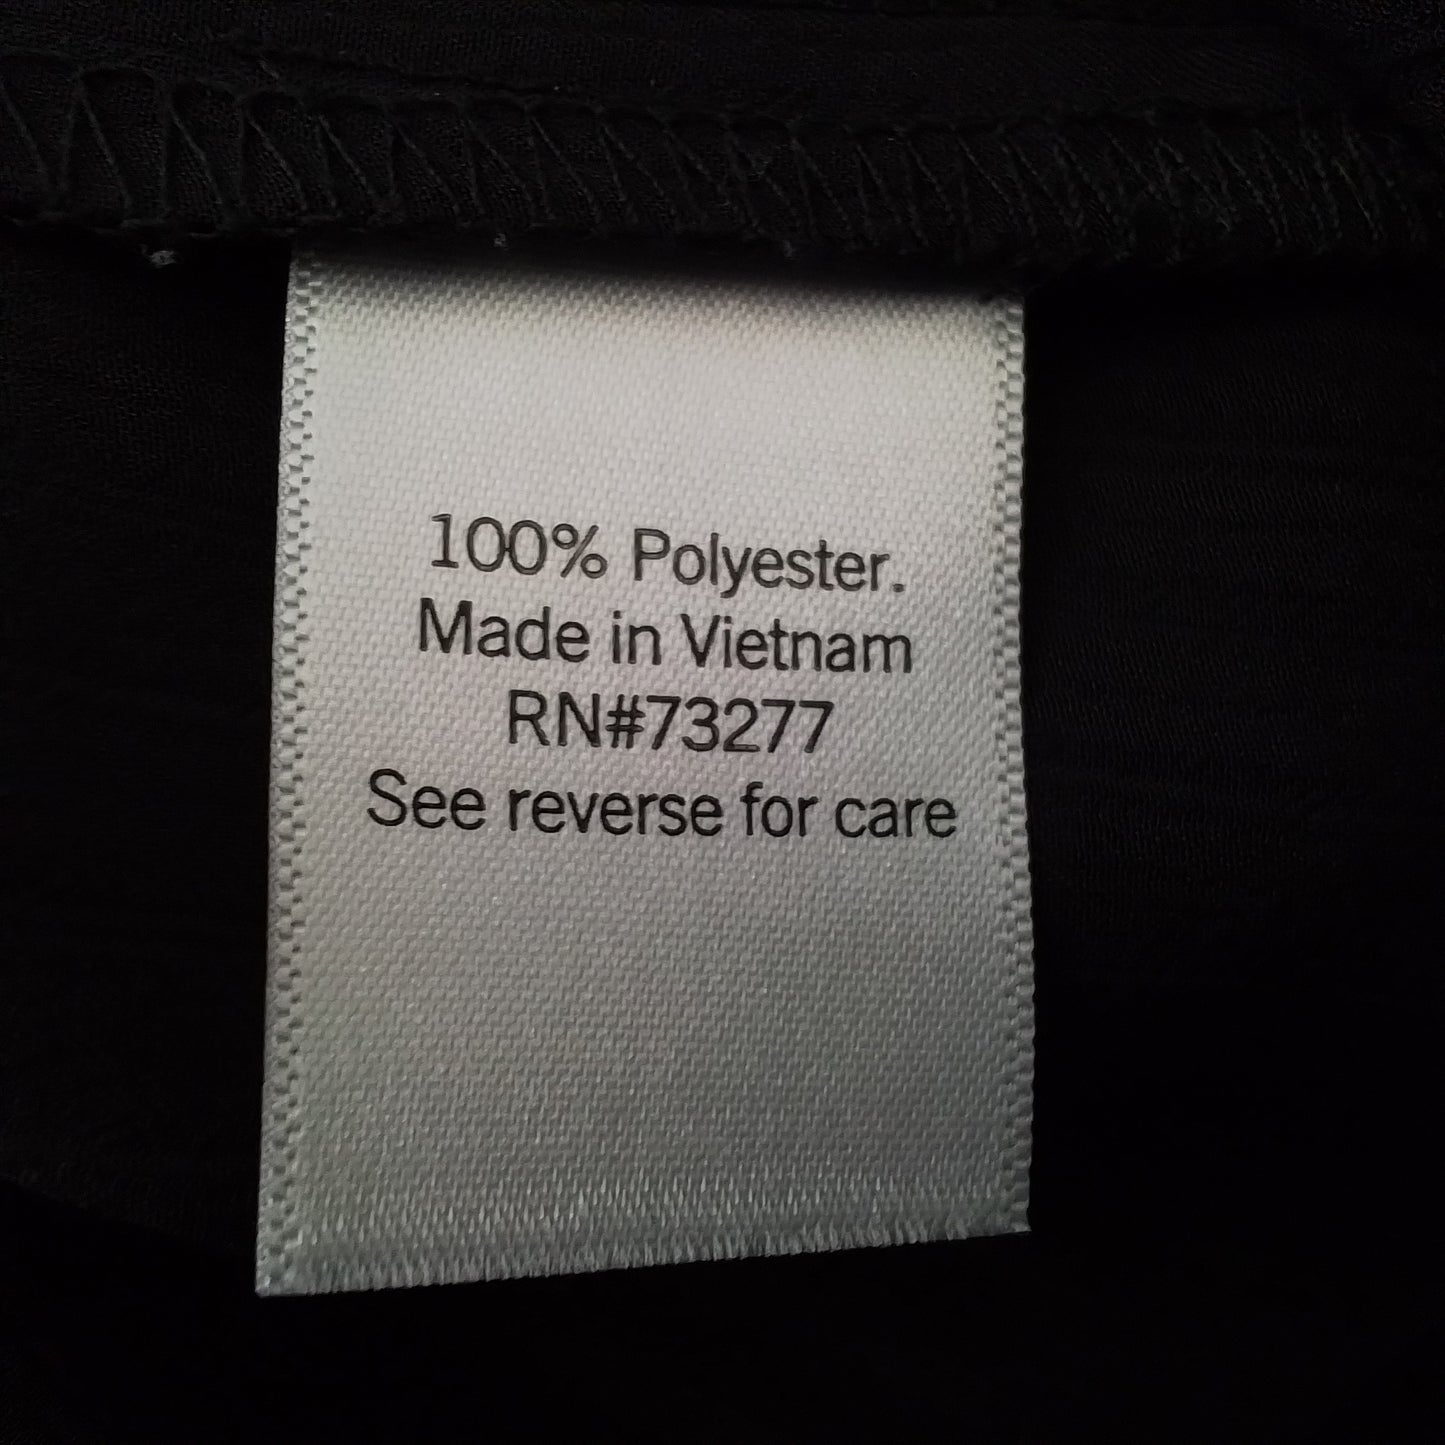 100% Polyester.
Made in Vietnam
RN#73277
See reverse for care